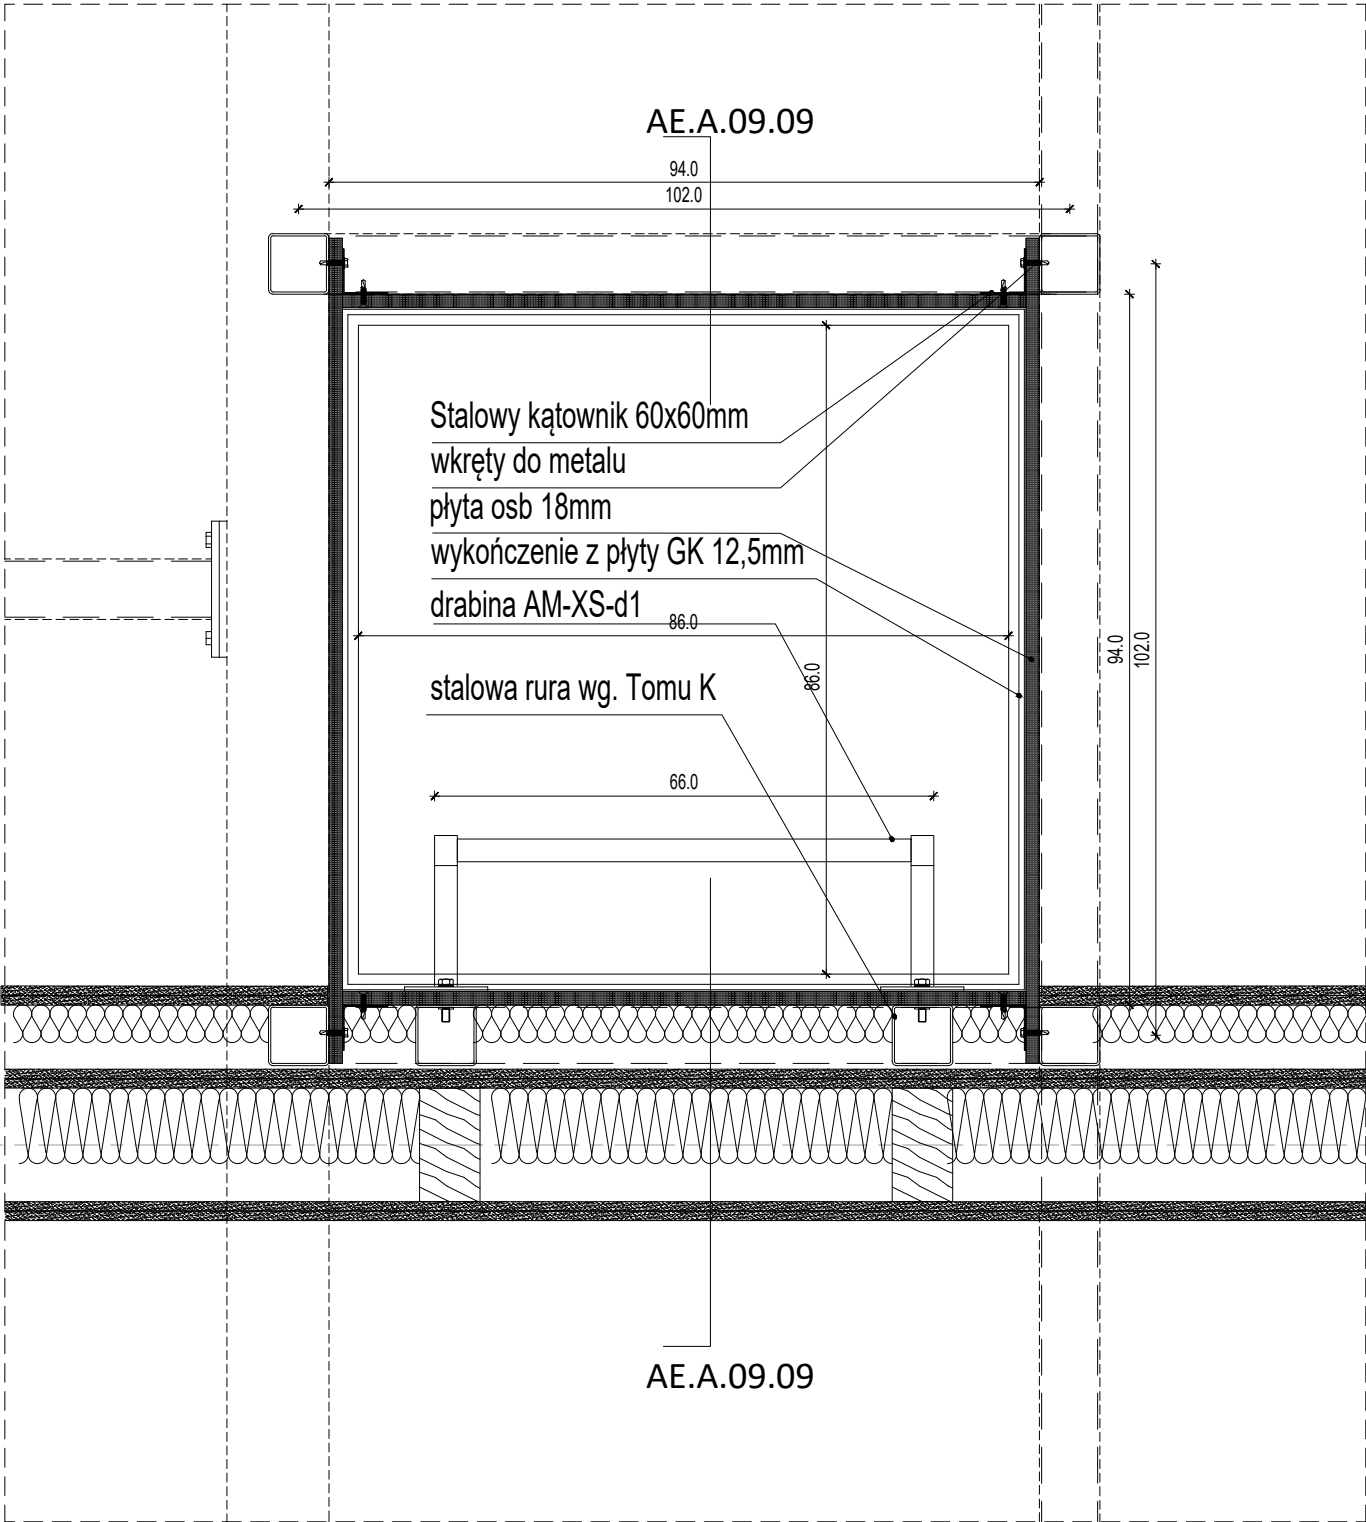 AE.A.09.09
94.0
102.0
Stalowy kątownik 60x60mm
wkręty do metalu
płyta osb 18mm
wykończenie z płyty GK 12,5mm
drabina AM-XS-d1
86.0
86.0
94.0
102.0
stalowa rura wg. Tomu K
66.0
AE.A.09.09